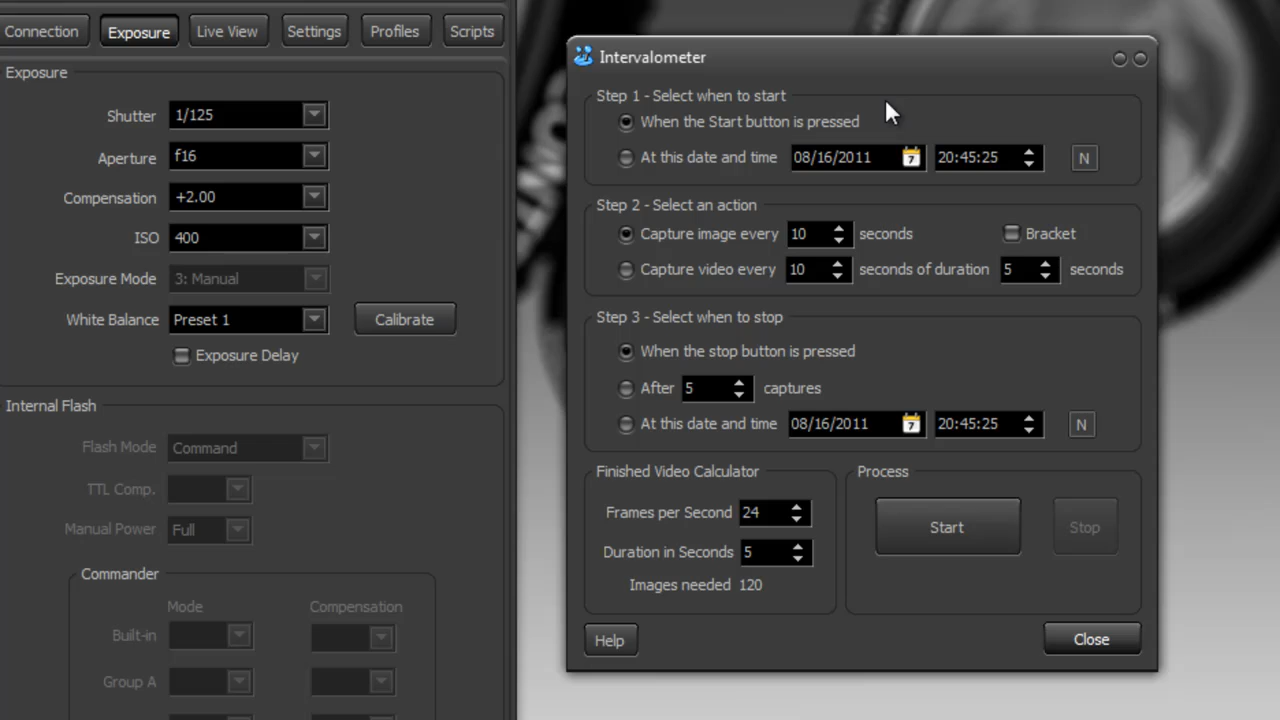 Connection Exposure Live View Settings Profiles Scripts
Exposure
Shutter 1/125
Aperture f16
Compensation +2.00
ISO 400
Exposure Mode 3: Manual
White Balance Preset 1 Calibrate
Exposure Delay
Internal Flash
Flash Mode Command
TTL Comp.
Manual Power Full
Commander
Mode Compensation
Built-in
Group A
Intervalometer
Step 1 - Select when to start
When the Start button is pressed
At this date and time 08/16/2011 7 20:45:25 N
Step 2 - Select an action
Capture image every 10 seconds Bracket
Capture video every 10 seconds of duration 5 seconds
Step 3 - Select when to stop
When the stop button is pressed
After 5 captures
At this date and time 08/16/2011 7 20:45:25 N
Finished Video Calculator
Frames per Second 24
Duration in Seconds 5
Images needed 120
Process
Start Stop
Help Close